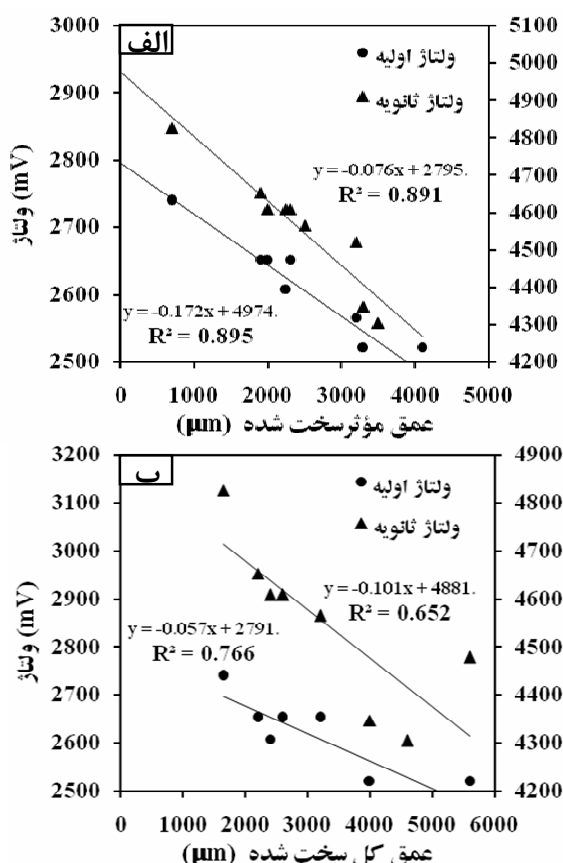 الف
ولتاژ اولیه
ولتاژ ثانویه
3000
2900
2800
2700
2600
2500
5100
5000
4900
4800
4700
4600
4500
4400
4300
4200
ولتاژ (mV)
y = -0.076x + 2795.
R² = 0.891
y = -0.172x + 4974.
R² = 0.895
0 1000 2000 3000 4000 5000
عمق مؤثرسخت شده (µm)
ب
ولتاژ اولیه
ولتاژ ثانویه
3200
3100
3000
2900
2800
2700
2600
2500
4900
4800
4700
4600
4500
4400
4300
4200
ولتاژ (mV)
y = -0.101x + 4881.
R² = 0.652
y = -0.057x + 2791.
R² = 0.766
0 1000 2000 3000 4000 5000 6000
عمق کل سخت شده (µm)